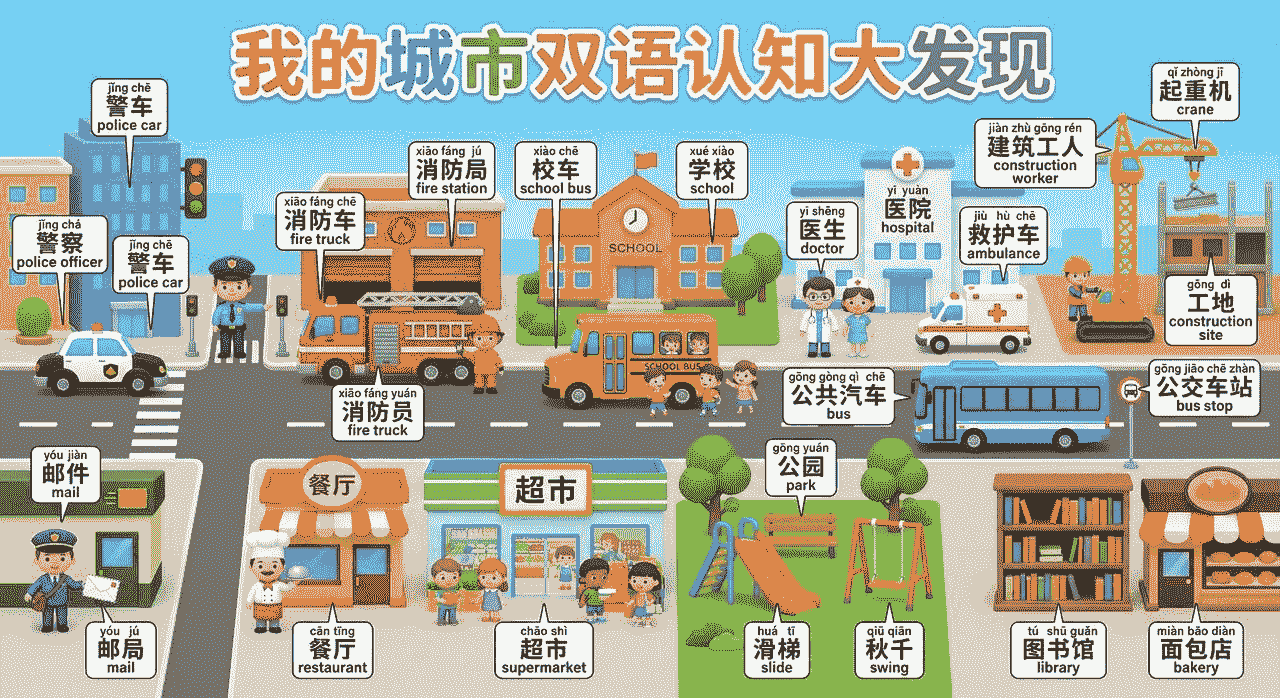 我的城市双语认知大发现
jǐng chē
警车
police car
qǐ zhòng jī
起重机
crane
jiàn zhù gōng rén
建筑工人
construction
worker
xiāo fáng jú
消防局
fire station
xiào chē
校车
school bus
xué xiào
学校
school
yī yuàn
医院
hospital
xiāo fáng chē
消防车
fire truck
yī shēng
医生
doctor
jiù hù chē
救护车
ambulance
jǐng chá
警察
police officer
jǐng chē
警车
police car
SCHOOL
gōng dì
工地
construction
site
SCHOOL BUS
xiāo fáng yuán
消防员
fire truck
gōng gòng qì chē
公共汽车
bus
gōng jiāo chē zhàn
公交车站
bus stop
yóu jiàn
邮件
mail
餐厅
超市
gōng yuán
公园
park
yóu jú
邮局
mail
cān tīng
餐厅
restaurant
chāo shì
超市
supermarket
huá tī
滑梯
slide
qiū qiān
秋千
swing
tú shū guǎn
图书馆
library
miàn bāo diàn
面包店
bakery